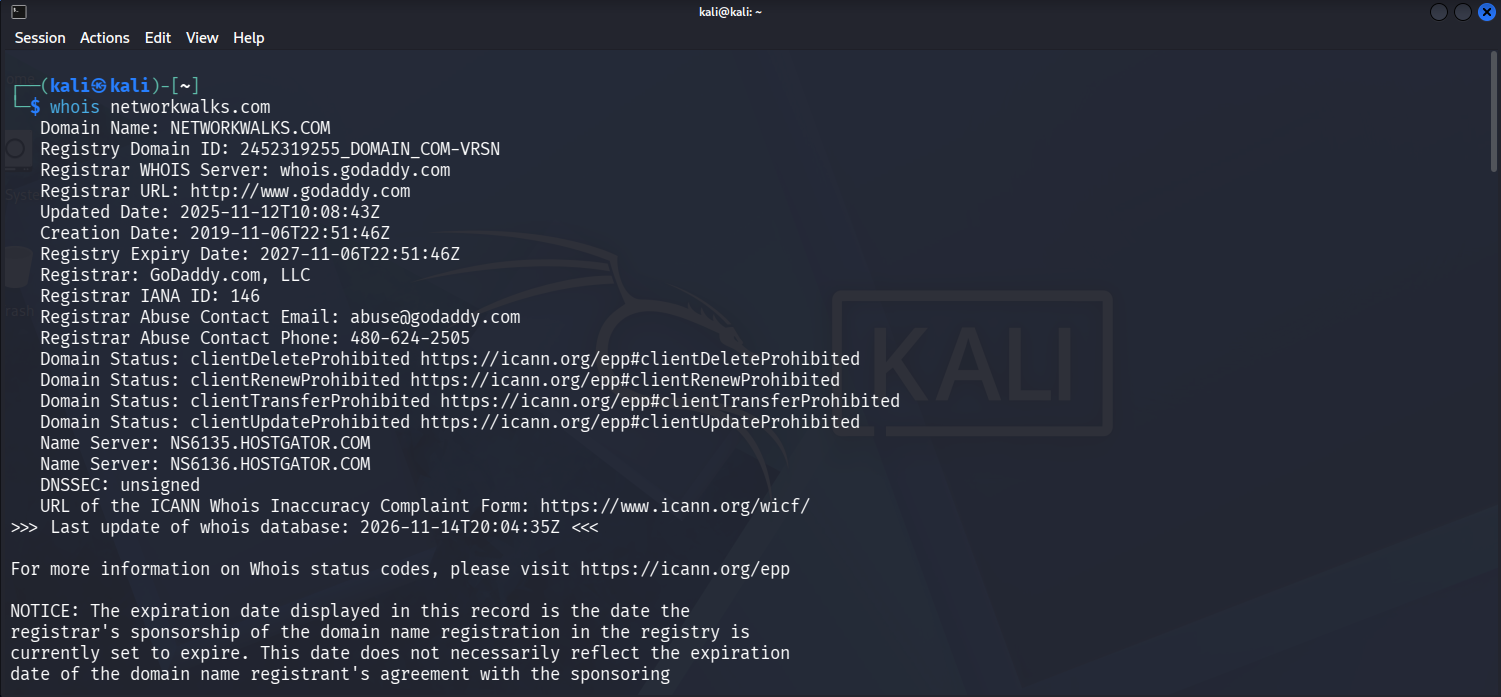 kali@kali: ~
Session Actions Edit View Help
┌──(kali㉿kali)-[~]
└─$ whois networkwalks.com
Domain Name: NETWORKWALKS.COM
Registry Domain ID: 2452319255_DOMAIN_COM-VRSN
Registrar WHOIS Server: whois.godaddy.com
Registrar URL: http://www.godaddy.com
Updated Date: 2025-11-12T10:08:43Z
Creation Date: 2019-11-06T22:51:46Z
Registry Expiry Date: 2027-11-06T22:51:46Z
Registrar: GoDaddy.com, LLC
Registrar IANA ID: 146
Registrar Abuse Contact Email: abuse@godaddy.com
Registrar Abuse Contact Phone: 480-624-2505
Domain Status: clientDeleteProhibited https://icann.org/epp#clientDeleteProhibited
Domain Status: clientRenewProhibited https://icann.org/epp#clientRenewProhibited
Domain Status: clientTransferProhibited https://icann.org/epp#clientTransferProhibited
Domain Status: clientUpdateProhibited https://icann.org/epp#clientUpdateProhibited
Name Server: NS6135.HOSTGATOR.COM
Name Server: NS6136.HOSTGATOR.COM
DNSSEC: unsigned
URL of the ICANN Whois Inaccuracy Complaint Form: https://www.icann.org/wicf/
>>> Last update of whois database: 2026-11-14T20:04:35Z <<<
For more information on Whois status codes, please visit https://icann.org/epp
NOTICE: The expiration date displayed in this record is the date the
registrar's sponsorship of the domain name registration in the registry is
currently set to expire. This date does not necessarily reflect the expiration
date of the domain name registrant's agreement with the sponsoring
KALI